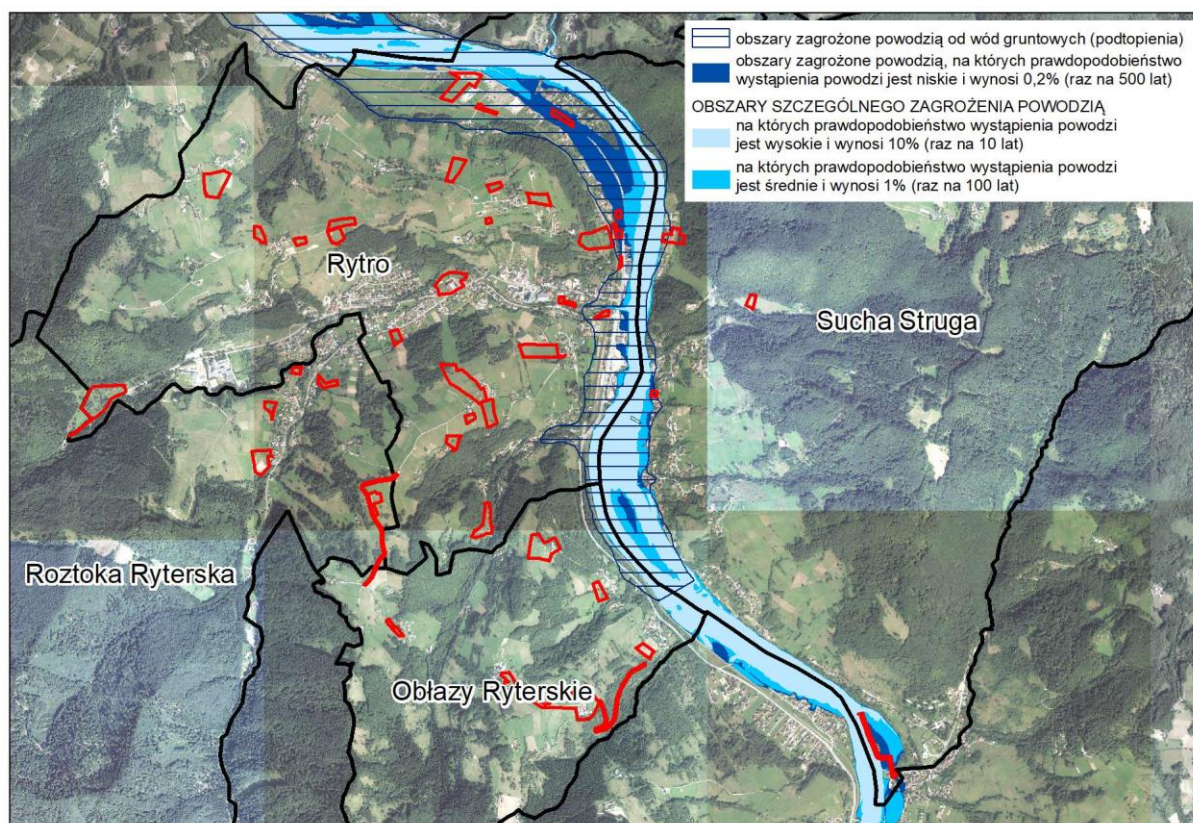 obszary zagrożone powodzią od wód gruntowych (podtopienia)
obszary zagrożone powodzią, na których prawdopodobieństwo
wystąpienia powodzi jest niskie i wynosi 0,2% (raz na 500 lat)
OBSZARY SZCZEGÓLNEGO ZAGROŻENIA POWODZIĄ
na których prawdopodobieństwo wystąpienia powodzi
jest wysokie i wynosi 10% (raz na 10 lat)
na których prawdopodobieństwo wystąpienia powodzi
jest średnie i wynosi 1% (raz na 100 lat)
Rytro
Sucha Struga
Roztoka Ryterska
Obłazy Ryterskie